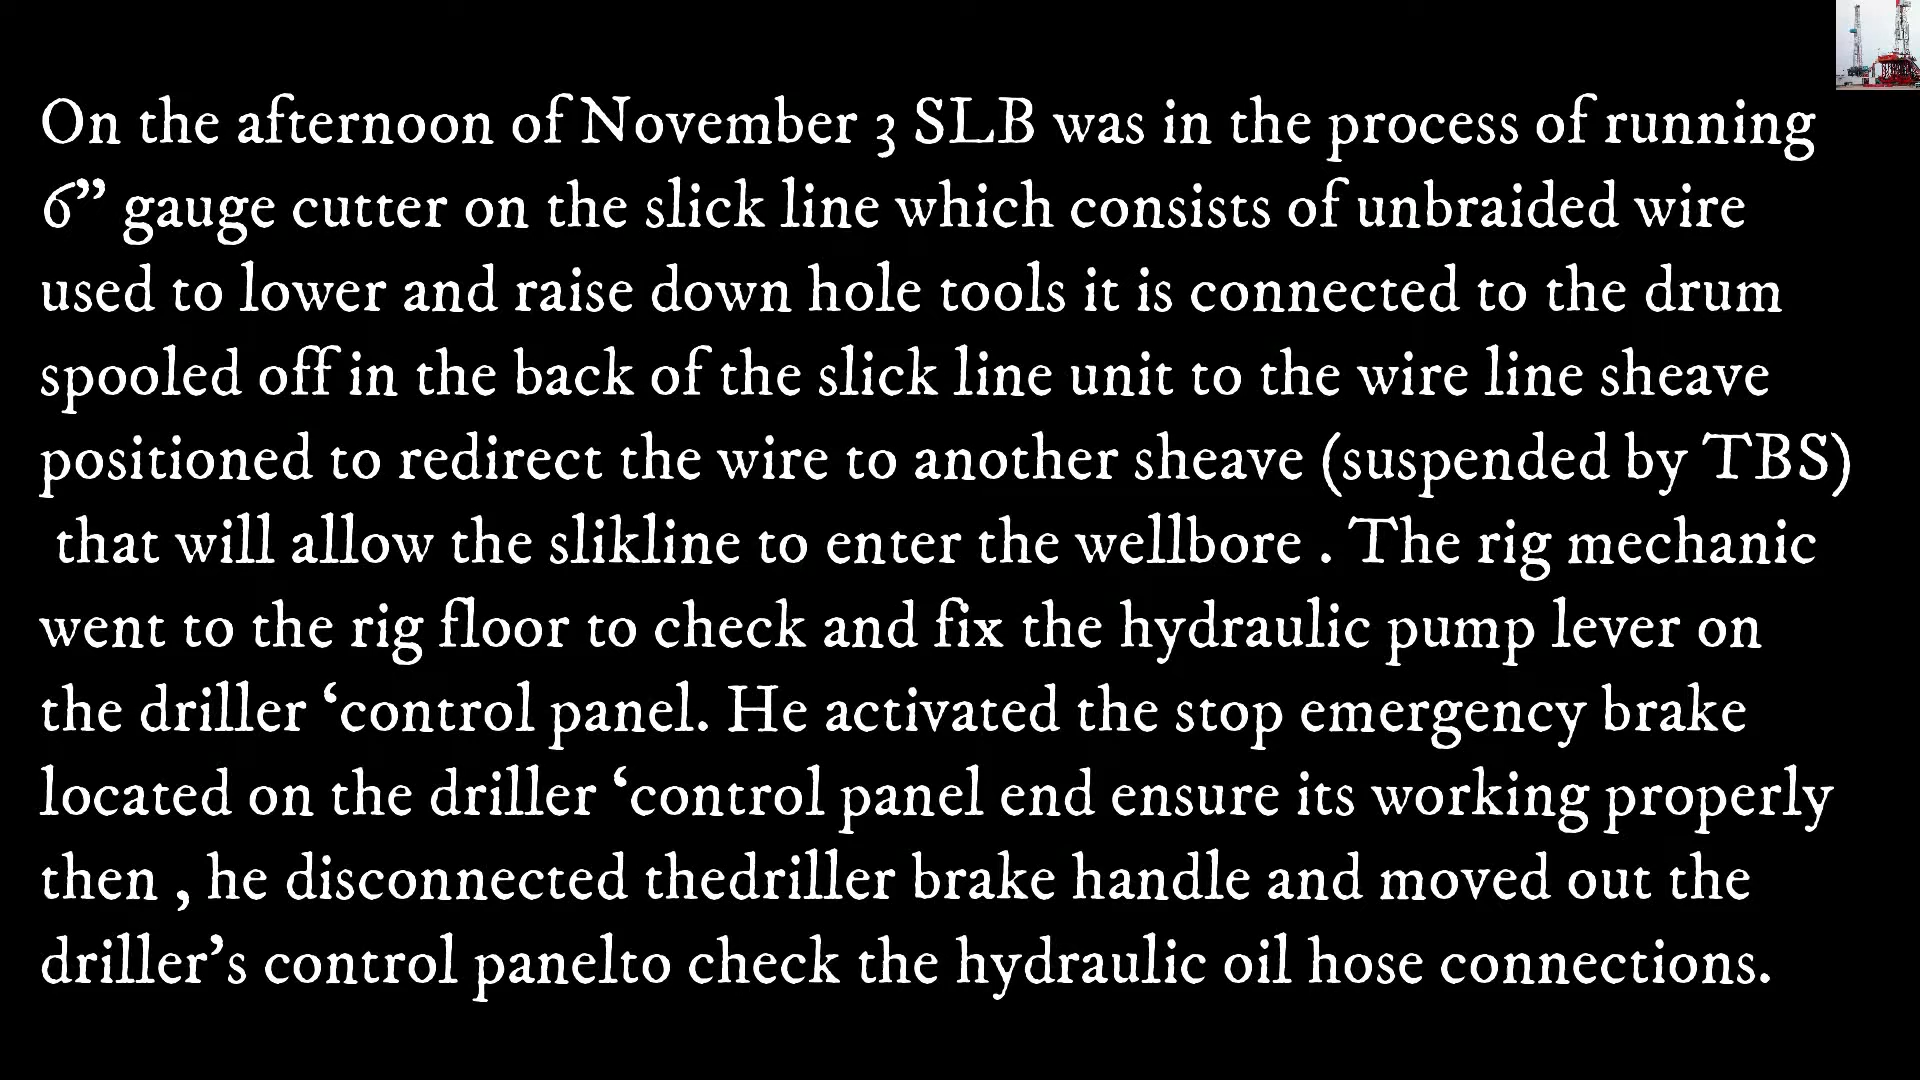 On the afternoon of November 3 SLB was in the process of running
6” gauge cutter on the slick line which consists of unbraided wire
used to lower and raise down hole tools it is connected to the drum
spooled off in the back of the slick line unit to the wire line sheave
positioned to redirect the wire to another sheave (suspended by TBS)
that will allow the slikline to enter the wellbore . The rig mechanic
went to the rig floor to check and fix the hydraulic pump lever on
the driller ‘control panel. He activated the stop emergency brake
located on the driller ‘control panel end ensure its working properly
then , he disconnected thedriller brake handle and moved out the
driller’s control panelto check the hydraulic oil hose connections.